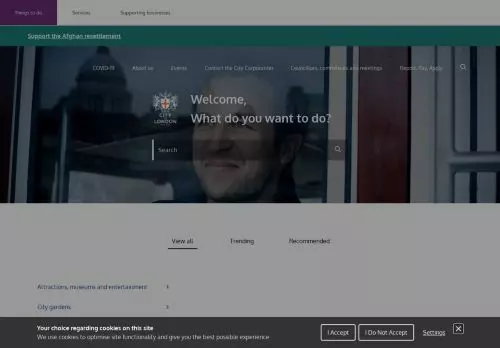 Things to do
Services
Supporting businesses
Support the Afghan resettlement
COVID-19
About us
Events
Contact the City Corporation
Councillors, committees and meetings
Report, Pay, Apply
CITY
LONDON
Welcome,
What do you want to do?
Search
View all
Trending
Recommended
Attractions, museums and entertainment
City gardens
Your choice regarding cookies on this site
We use cookies to optimise site functionality and give you the best possible experience
I Accept
I Do Not Accept
Settings